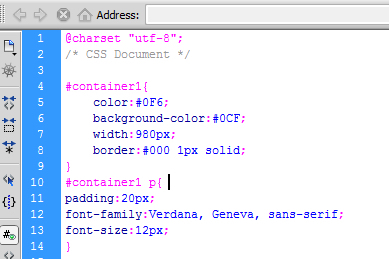 Address:
1 @charset "utf-8";
2 /* CSS Document */
3
4 #container1{
5 color:#0F6;
6 background-color:#0CF;
7 width:980px;
8 border:#000 1px solid;
9 }
10 #container1 p{
11 padding:20px;
12 font-family:Verdana, Geneva, sans-serif;
13 font-size:12px;
14 }